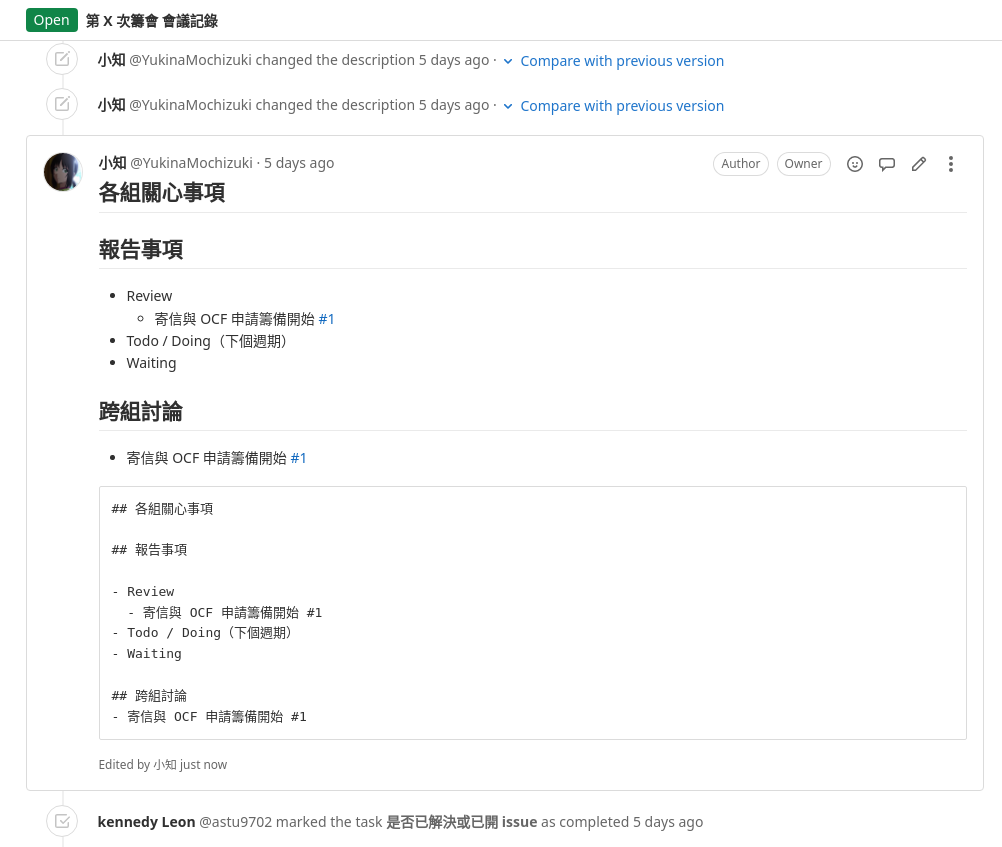 Open 第 X 次籌會 會議記錄
小知 @YukinaMochizuki changed the description 5 days ago · Compare with previous version
小知 @YukinaMochizuki changed the description 5 days ago · Compare with previous version
小知 @YukinaMochizuki · 5 days ago Author Owner
各組關心事項
報告事項
• Review
◦ 寄信與 OCF 申請籌備開始 #1
• Todo / Doing（下個週期）
• Waiting
跨組討論
• 寄信與 OCF 申請籌備開始 #1
## 各組關心事項
## 報告事項
- Review
- 寄信與 OCF 申請籌備開始 #1
- Todo / Doing（下個週期）
- Waiting
## 跨組討論
- 寄信與 OCF 申請籌備開始 #1
Edited by 小知 just now
kennedy Leon @astu9702 marked the task 是否已解決或已開 issue as completed 5 days ago